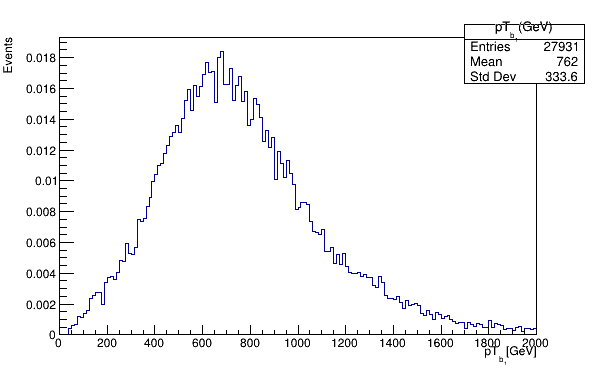 pT_b_1(GeV)
Entries 27931
Mean 762
Std Dev 333.6
Events
0.018
0.016
0.014
0.012
0.01
0.008
0.006
0.004
0.002
0
0 200 400 600 800 1000 1200 1400 1600 1800 2000
pT_b_1[GeV]